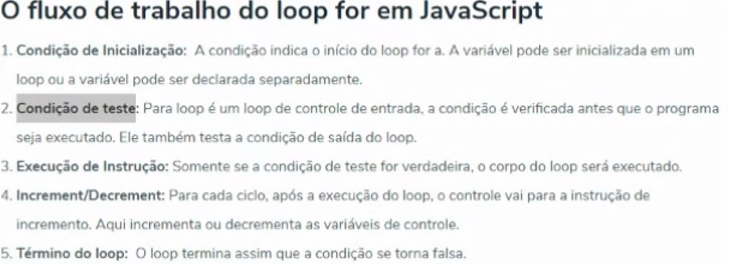 O fluxo de trabalho do loop for em JavaScript
1. Condição de Inicialização: A condição indica o início do loop for a. A variável pode ser inicializada em um
loop ou a variável pode ser declarada separadamente.
2. Condição de teste: Para loop é um loop de controle de entrada, a condição é verificada antes que o programa
seja executado. Ele também testa a condição de saída do loop.
3. Execução de Instrução: Somente se a condição de teste for verdadeira, o corpo do loop será executado.
4. Increment/Decrement: Para cada ciclo, após a execução do loop, o controle vai para a instrução de
incremento. Aqui incrementa ou decrementa as variáveis de controle.
5. Término do loop: O loop termina assim que a condição se torna falsa.